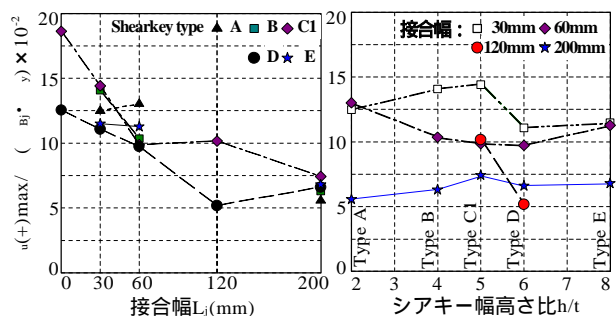 Shearkey type ▲ A ■ B ◆ C1
● D ★ E
u(+)max/ ( Bj・ y)×10-2
20
15
10
5
0
0 30 60 120 200
接合幅Lj(mm)
接合幅: 30mm 60mm
120mm 200mm
20
15
10
5
0
Type A
Type B
Type C1
Type D
Type E
2 4 5 6 8
シアキー幅高さ比h/t